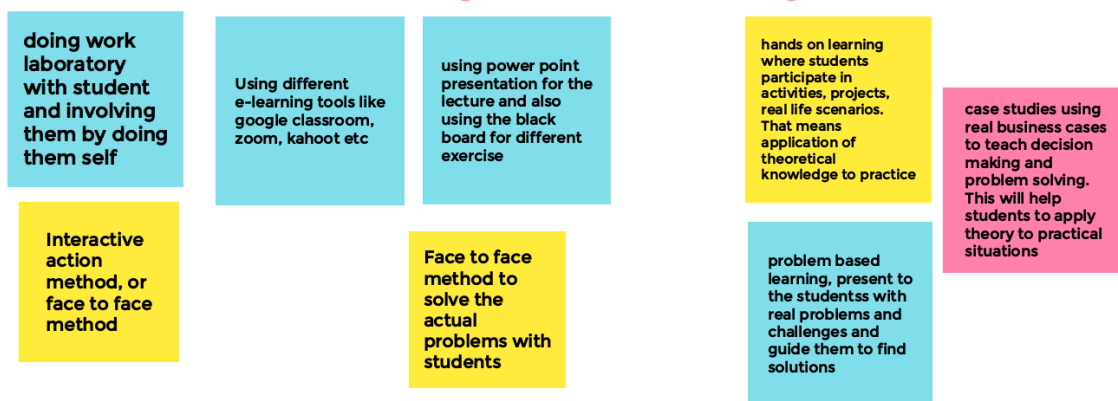 doing work
laboratory
with student
and involving
them by doing
them self
Using different
e-learning tools like
google classroom,
zoom, kahoot etc
using power point
presentation for the
lecture and also
using the black
board for different
exercise
hands on learning
where students
participate in
activities, projects,
real life scenarios.
That means
application of
theoretical
knowledge to practice
case studies using
real business cases
to teach decision
making and
problem solving.
This will help
students to apply
theory to practical
situations
Interactive
action
method, or
face to face
method
Face to face
method to
solve the
actual
problems with
students
problem based
learning, present to
the studentss with
real problems and
challenges and
guide them to find
solutions